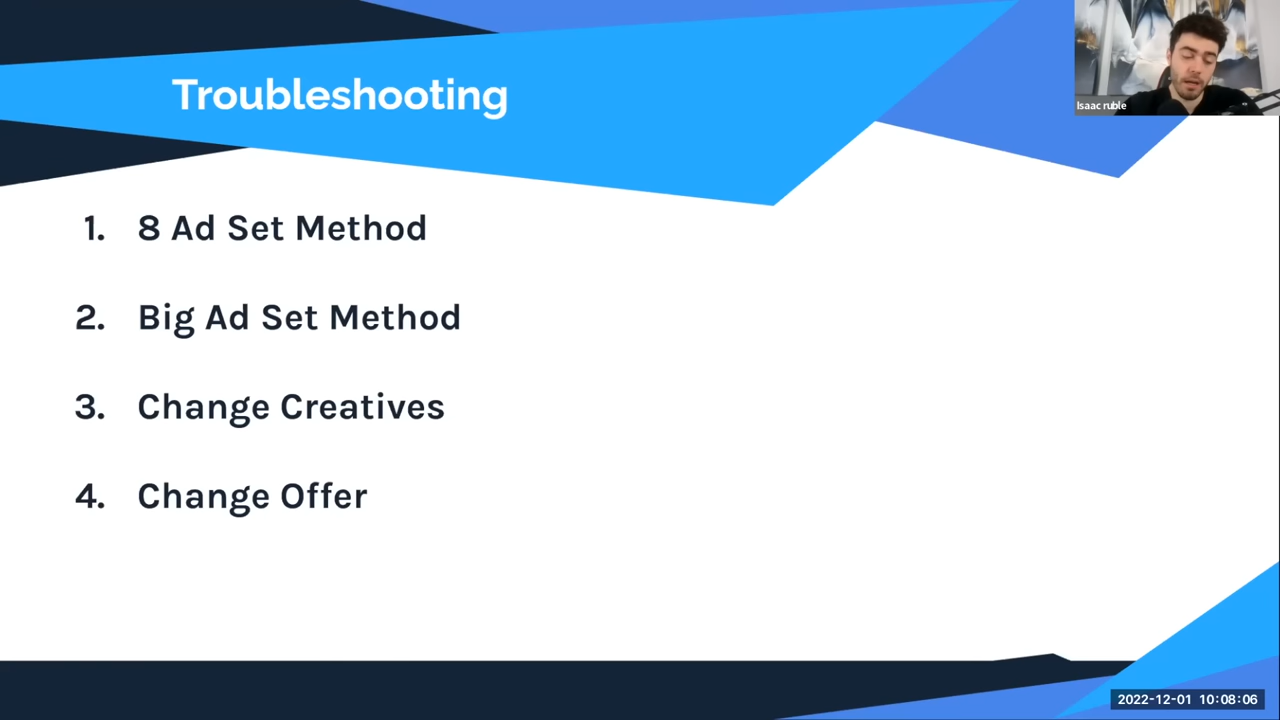 Troubleshooting
Isaac ruble
1. 8 Ad Set Method
2. Big Ad Set Method
3. Change Creatives
4. Change Offer
2022-12-01 10:08:06